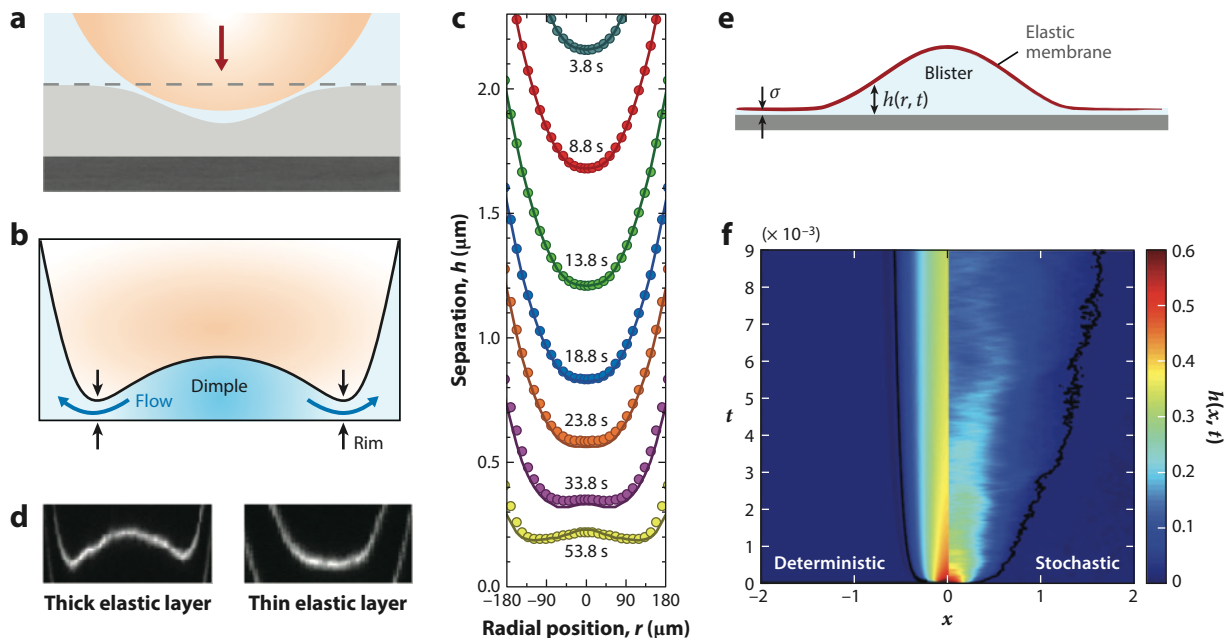 a
b
Dimple
Flow
Rim
d
Thick elastic layer
Thin elastic layer
c
Separation, h (μm)
2.0
1.5
1.0
0.5
0.0
3.8 s
8.8 s
13.8 s
18.8 s
23.8 s
33.8 s
53.8 s
−180
−90
0
90
180
Radial position, r (μm)
e
Elastic
membrane
Blister
σ
h(r, t)
f
(× 10⁻³)
9
8
7
6
5
4
3
2
1
0
t
Deterministic
Stochastic
−2
−1
0
1
2
x
0.6
0.5
0.4
0.3
0.2
0.1
0
h(x, t)